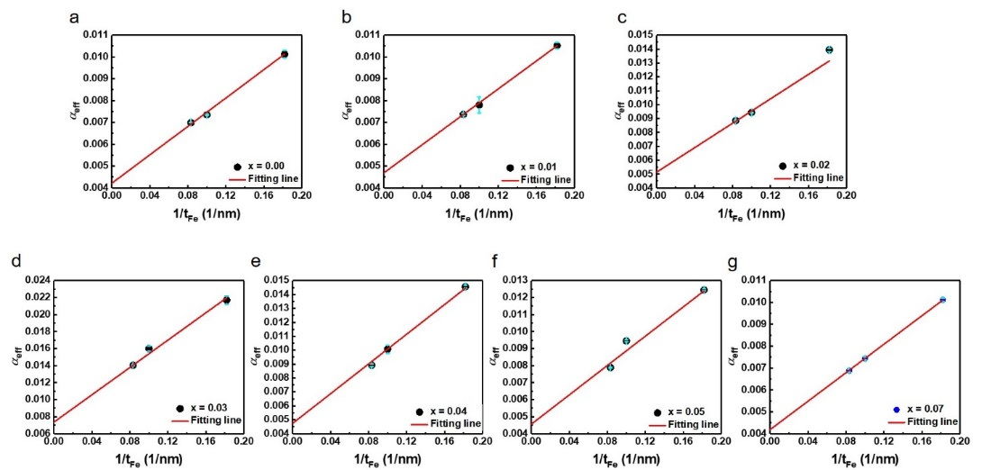 a
0.011
0.010
0.009
0.008
0.007
0.006
0.005
0.004
αeff
0.00 0.04 0.08 0.12 0.16 0.20
1/tFe (1/nm)
x = 0.00
Fitting line
b
0.011
0.010
0.009
0.008
0.007
0.006
0.005
0.004
αeff
0.00 0.04 0.08 0.12 0.16 0.20
1/tFe (1/nm)
x = 0.01
Fitting line
c
0.014
0.013
0.012
0.011
0.010
0.009
0.008
0.007
0.006
0.005
0.004
αeff
0.00 0.04 0.08 0.12 0.16 0.20
1/tFe (1/nm)
x = 0.02
Fitting line
d
0.024
0.022
0.020
0.018
0.016
0.014
0.012
0.010
0.008
0.006
αeff
0.00 0.04 0.08 0.12 0.16 0.20
1/tFe (1/nm)
x = 0.03
Fitting line
e
0.015
0.014
0.013
0.012
0.011
0.010
0.009
0.008
0.007
0.006
0.005
0.004
αeff
0.00 0.04 0.08 0.12 0.16 0.20
1/tFe (1/nm)
x = 0.04
Fitting line
f
0.013
0.012
0.011
0.010
0.009
0.008
0.007
0.006
0.005
0.004
αeff
0.00 0.04 0.08 0.12 0.16 0.20
1/tFe (1/nm)
x = 0.05
Fitting line
g
0.011
0.010
0.009
0.008
0.007
0.006
0.005
0.004
αeff
0.00 0.04 0.08 0.12 0.16 0.20
1/tFe (1/nm)
x = 0.07
Fitting line